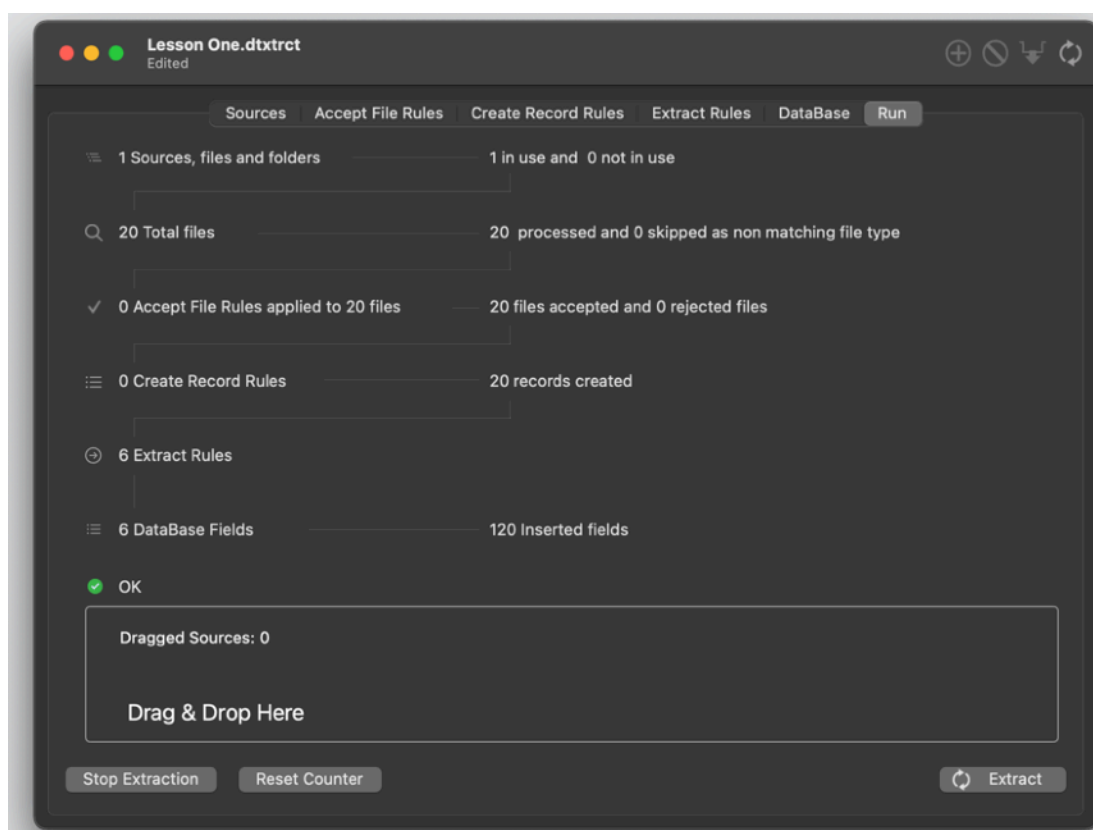 Lesson One.dtxtrct
Edited
Sources Accept File Rules Create Record Rules Extract Rules DataBase Run
1 Sources, files and folders 1 in use and 0 not in use
20 Total files 20 processed and 0 skipped as non matching file type
0 Accept File Rules applied to 20 files 20 files accepted and 0 rejected files
0 Create Record Rules 20 records created
6 Extract Rules
6 DataBase Fields 120 Inserted fields
OK
Dragged Sources: 0
Drag & Drop Here
Stop Extraction Reset Counter Extract